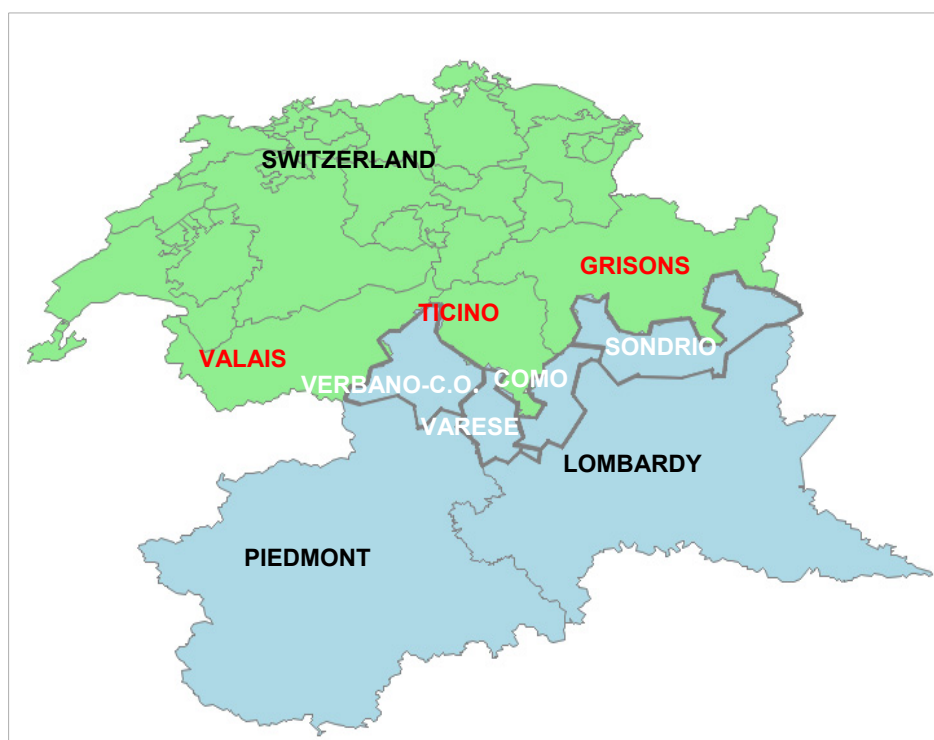 SWITZERLAND
GRISONS
TICINO
SONDRIO
VALAIS
COMO
VERBANO-C.O.
VARESE
LOMBARDY
PIEDMONT